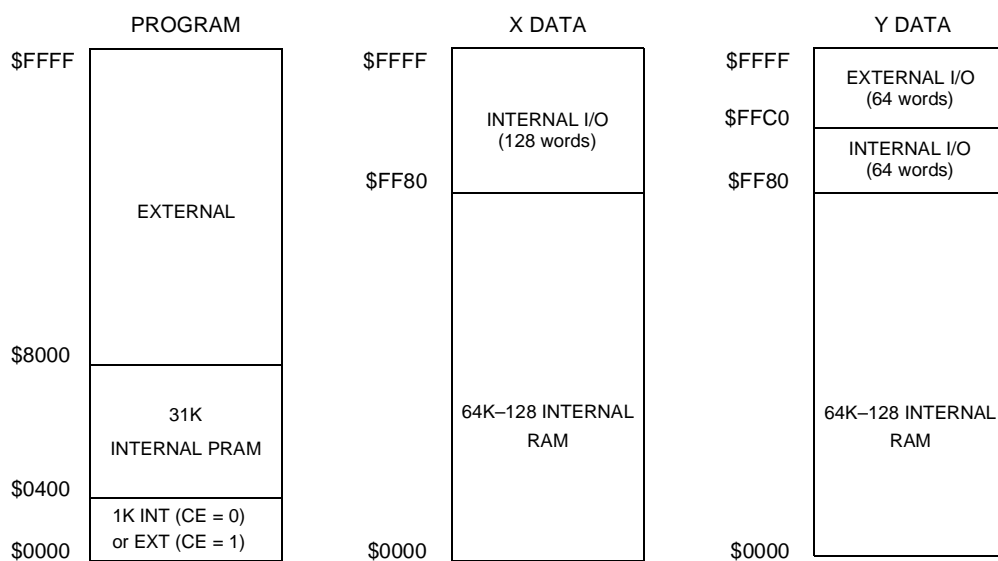 PROGRAM
$FFFF
EXTERNAL
$8000
31K
INTERNAL PRAM
$0400
1K INT (CE = 0)
or EXT (CE = 1)
$0000
X DATA
$FFFF
INTERNAL I/O
(128 words)
$FF80
64K–128 INTERNAL
RAM
$0000
Y DATA
$FFFF
EXTERNAL I/O
(64 words)
$FFC0
INTERNAL I/O
(64 words)
$FF80
64K–128 INTERNAL
RAM
$0000